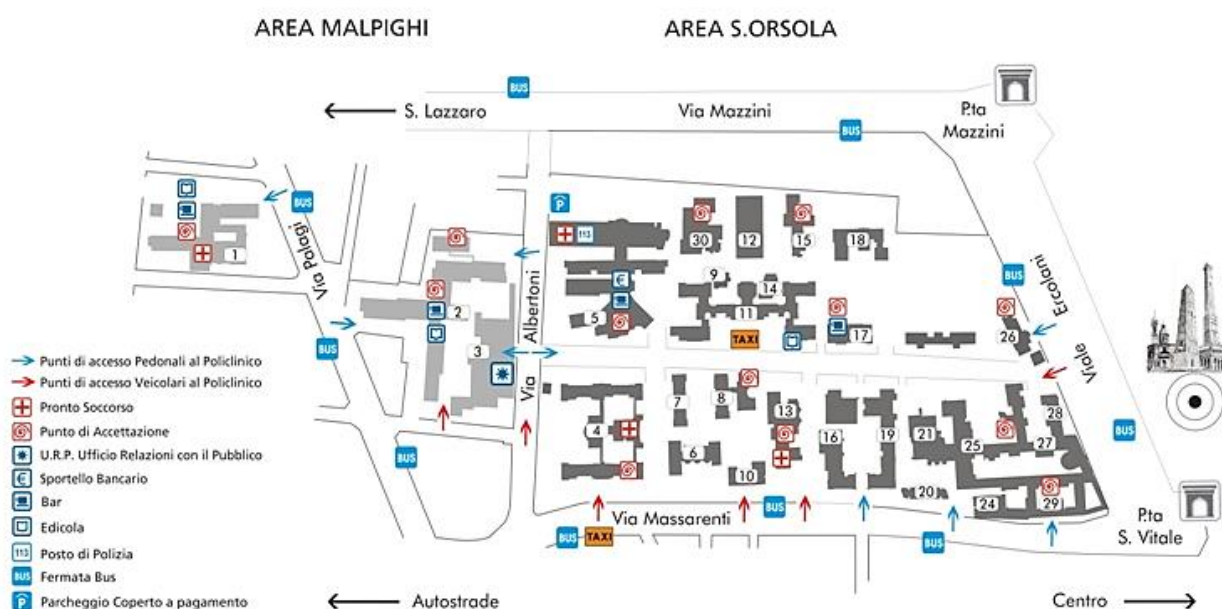 AREA MALPIGHI
AREA S.ORSOLA
BUS
S. Lazzaro
Via Mazzini
P.ta
Mazzini
BUS
BUS
Via Palagi
1
P
113
30
12
15
18
9
14
11
5
TAXI
17
26
BUS
Viale Ercolani
2
3
Via Albertoni
BUS
7
8
13
4
6
10
16
19
21
25
28
27
20
24
29
BUS
BUS
BUS
Via Massarenti
BUS
TAXI
BUS
P.ta
S. Vitale
Punti di accesso Pedonali al Policlinico
Punti di accesso Veicolari al Policlinico
Pronto Soccorso
Punto di Accettazione
U.R.P. Ufficio Relazioni con il Pubblico
€ Sportello Bancario
Bar
Edicola
113 Posto di Polizia
BUS Fermata Bus
P Parcheggio Coperto a pagamento
Autostrade
Centro